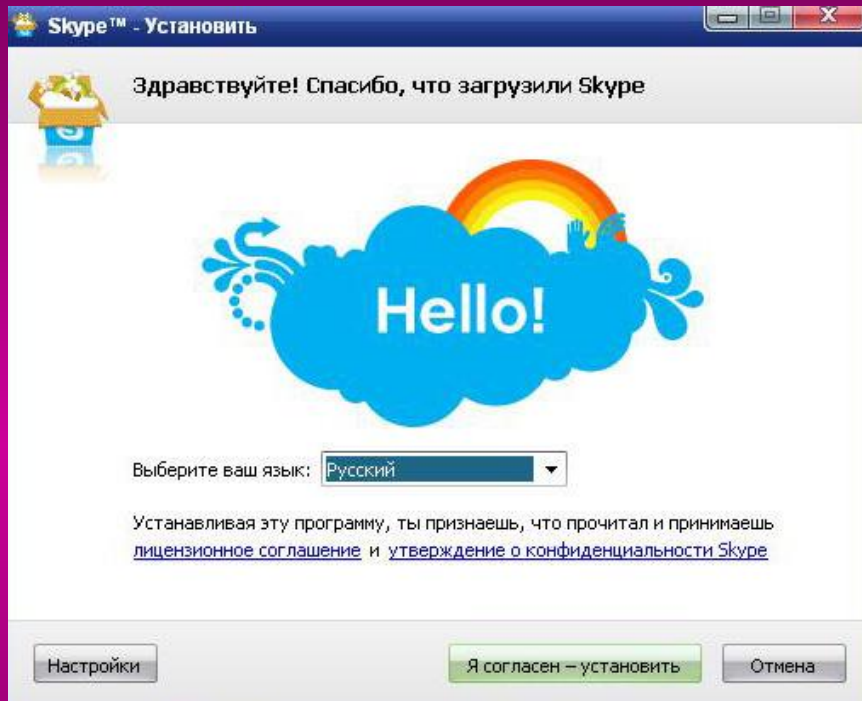 Skype™ - Установить
Здравствуйте! Спасибо, что загрузили Skype
Hello!
Выберите ваш язык: Русский
Устанавливая эту программу, ты признаешь, что прочитал и принимаешь
лицензионное соглашение и утверждение о конфиденциальности Skype
Настройки Я согласен – установить Отмена